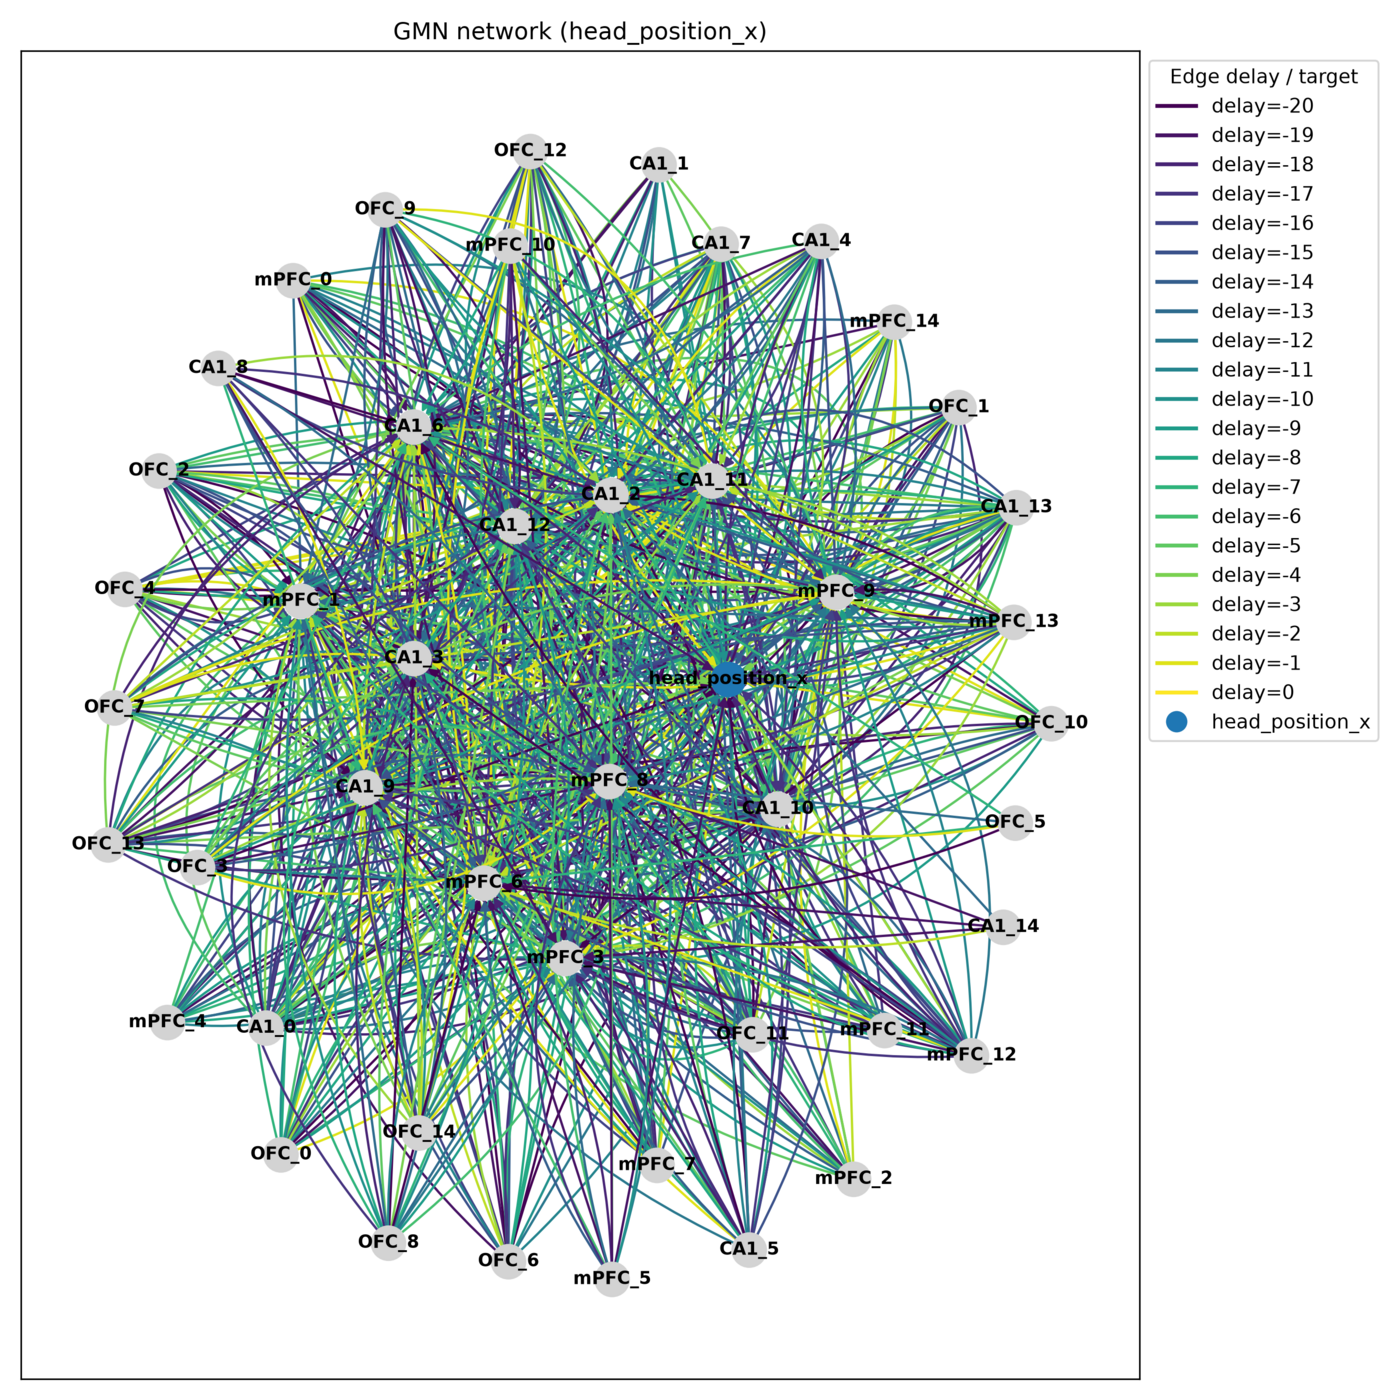 GMN network (head_position_x)
Edge delay / target
delay=-20
delay=-19
delay=-18
delay=-17
delay=-16
delay=-15
delay=-14
delay=-13
delay=-12
delay=-11
delay=-10
delay=-9
delay=-8
delay=-7
delay=-6
delay=-5
delay=-4
delay=-3
delay=-2
delay=-1
delay=0
head_position_x
OFC_12
CA1_1
OFC_9
mPFC_10
CA1_7
CA1_4
mPFC_0
mPFC_14
CA1_8
OFC_1
CA1_6
OFC_2
CA1_11
CA1_2
CA1_13
CA1_12
OFC_4
mPFC_1
mPFC_9
mPFC_13
CA1_3
head_position_x
OFC_7
OFC_10
mPFC_8
CA1_9
CA1_10
OFC_5
OFC_13
OFC_3
mPFC_6
CA1_14
mPFC_3
mPFC_4
CA1_0
OFC_11
mPFC_11
mPFC_12
OFC_14
OFC_0
mPFC_7
mPFC_2
OFC_8
CA1_5
OFC_6
mPFC_5